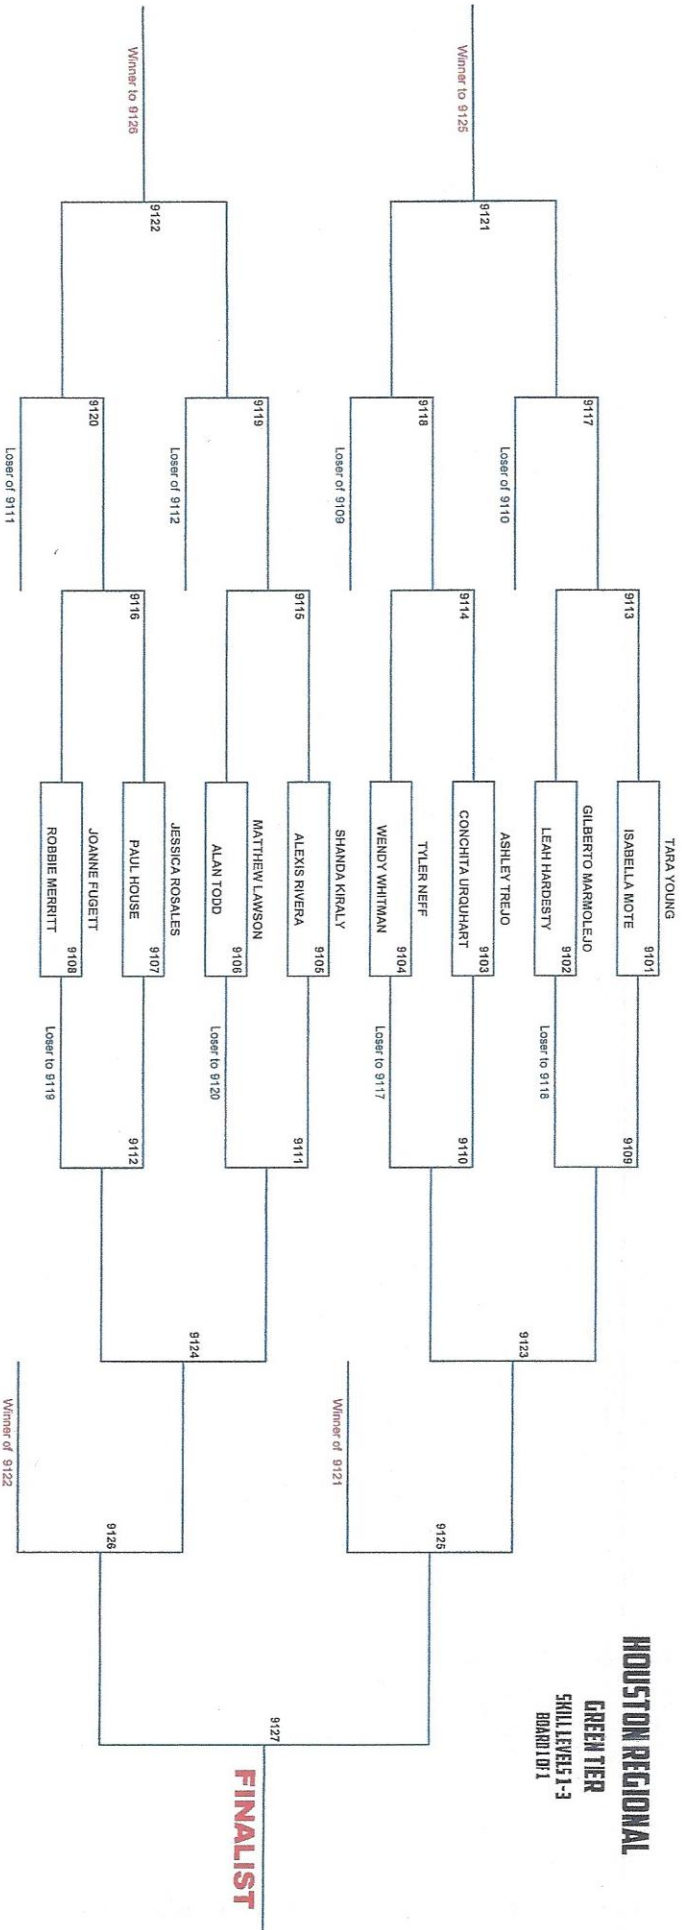 HOUSTON REGIONAL
GREEN TIER
SKILL LEVELS 1-3
BOARD 1 OF 1
Winner to 9125
Winner to 9126
9121
9122
9117
Loser of 9110
9118
Loser of 9109
9119
Loser of 9112
9120
Loser of 9111
9113
9114
9115
9116
TARA YOUNG
ISABELLA MOTE
9101
GILBERTO MARMOLEJO
LEAH HARDESTY
9102
ASHLEY TREJO
CONCHITA URQUHART
9103
TYLER NEFF
WENDY WHITMAN
9104
SHANDA KIRALY
ALEXIS RIVERA
9105
MATTHEW LAWSON
ALAN TODD
9106
JESSICA ROSALES
PAUL HOUSE
9107
JOANNE FUGETT
ROBBIE MERRITT
9108
9109
Loser to 9118
9110
Loser to 9117
9111
Loser to 9120
9112
Loser to 9119
9123
9124
Winner of 9121
Winner of 9122
9125
9126
9127
FINALIST